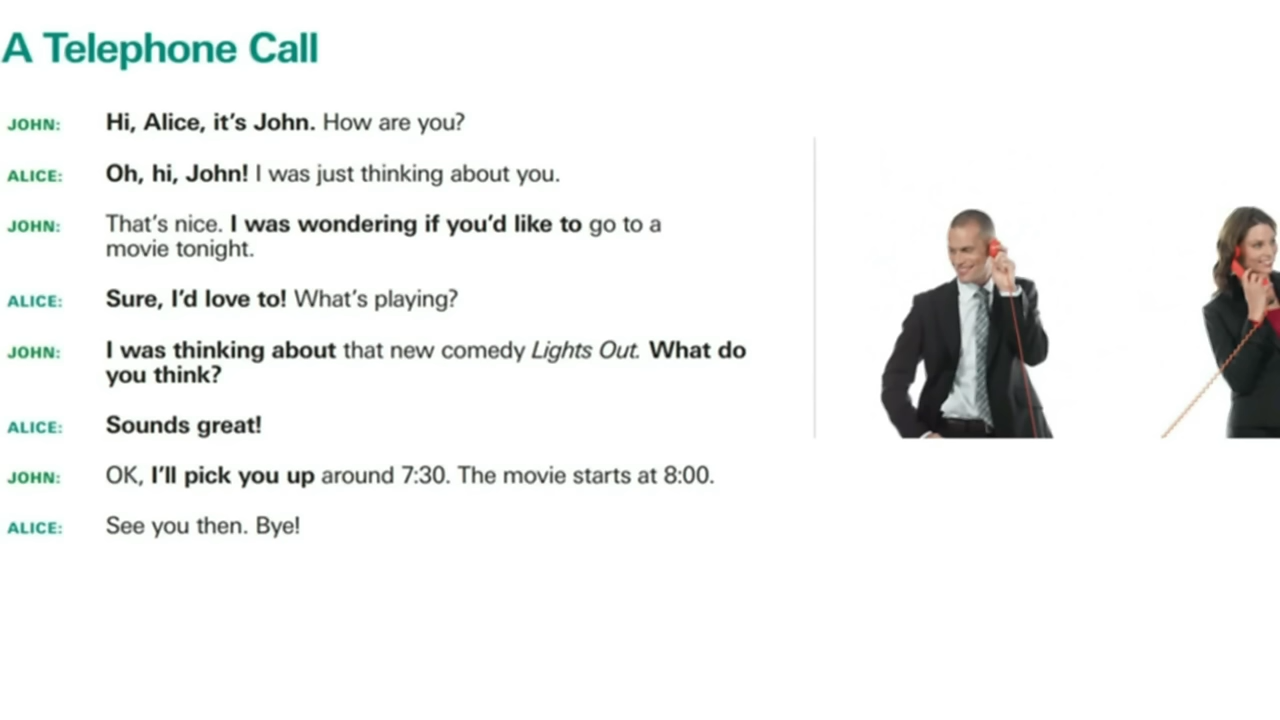 A Telephone Call
JOHN: Hi, Alice, it's John. How are you?
ALICE: Oh, hi, John! I was just thinking about you.
JOHN: That's nice. I was wondering if you'd like to go to a
movie tonight.
ALICE: Sure, I'd love to! What's playing?
JOHN: I was thinking about that new comedy Lights Out. What do
you think?
ALICE: Sounds great!
JOHN: OK, I'll pick you up around 7:30. The movie starts at 8:00.
ALICE: See you then. Bye!